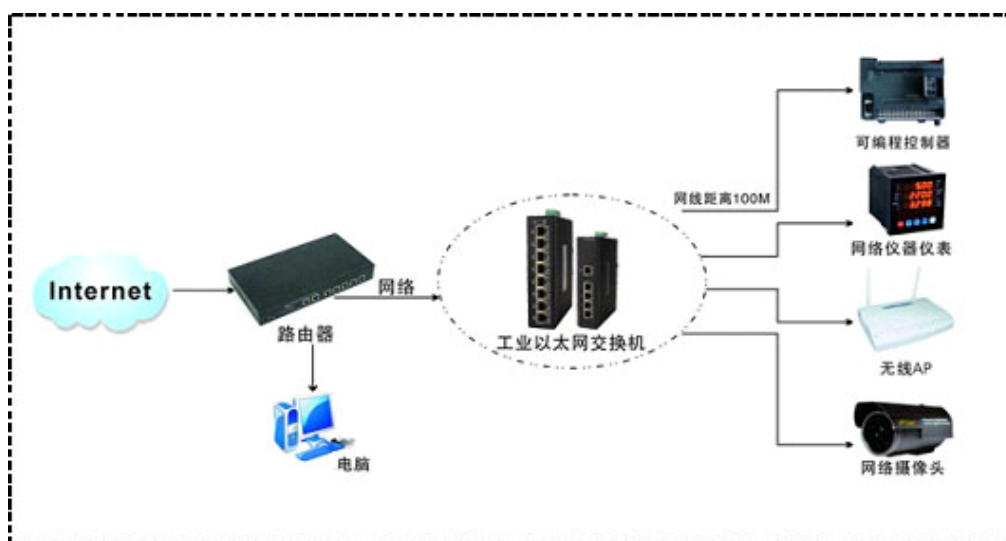 Internet
路由器
网络
电脑
工业以太网交换机
网线距离100M
可编程控制器
网络仪器仪表
无线AP
网络摄像头